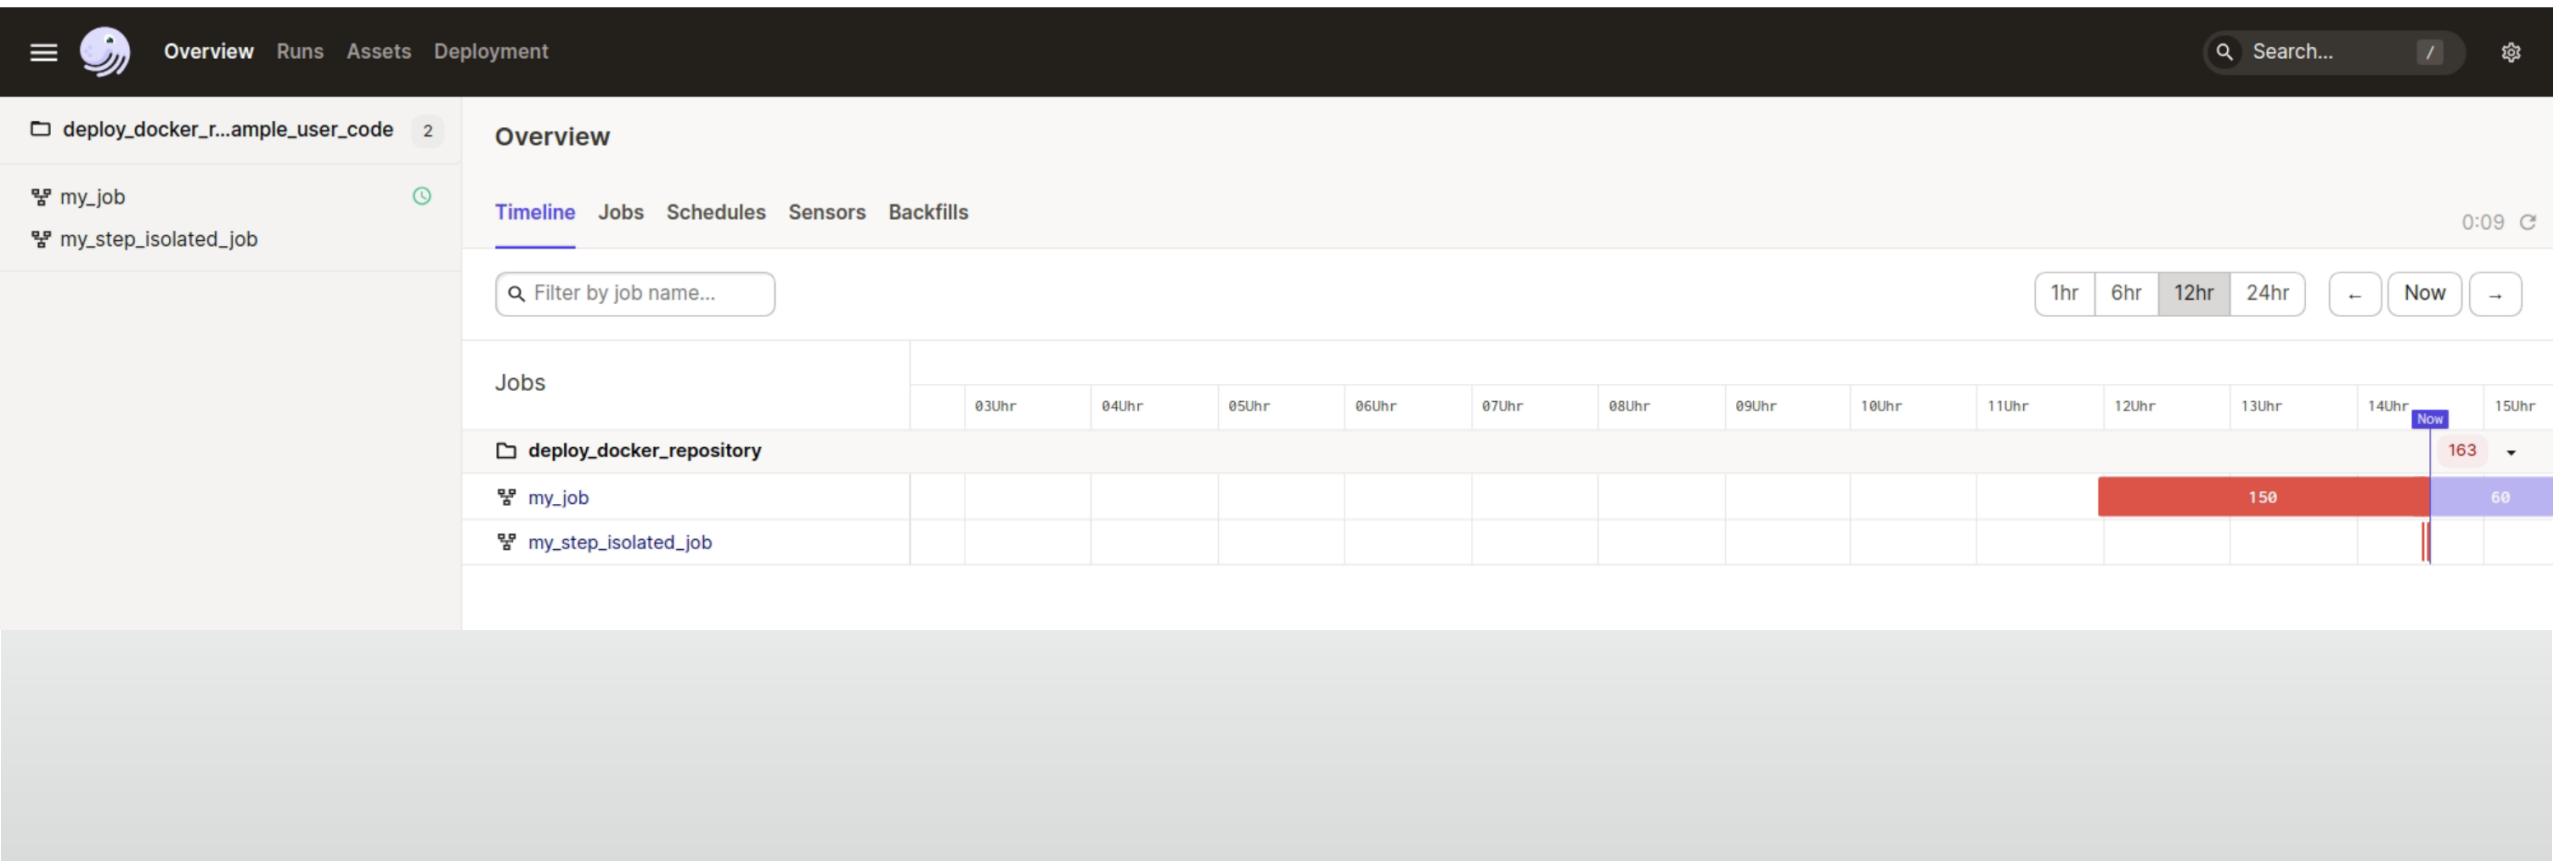 Overview Runs Assets Deployment Search... /
deploy_docker_r...ample_user_code 2
my_job
my_step_isolated_job
Overview
Timeline Jobs Schedules Sensors Backfills 0:09
Filter by job name... 1hr 6hr 12hr 24hr ← Now →
Jobs
03Uhr 04Uhr 05Uhr 06Uhr 07Uhr 08Uhr 09Uhr 10Uhr 11Uhr 12Uhr 13Uhr 14Uhr 15Uhr
Now
deploy_docker_repository 163
my_job 150 60
my_step_isolated_job